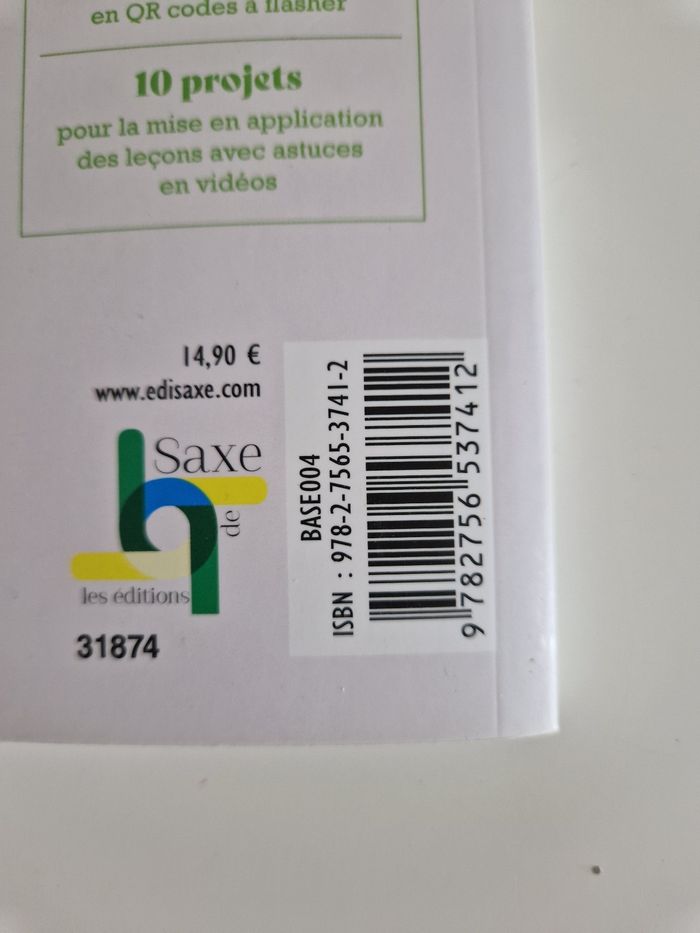 en QR codes à flasher
10 projets
pour la mise en application
des leçons avec astuces
en vidéos
14,90 €
www.edisaxe.com
Saxe
de
les éditions
31874
BASE004
ISBN : 978-2-7565-3741-2
9 782756 537412